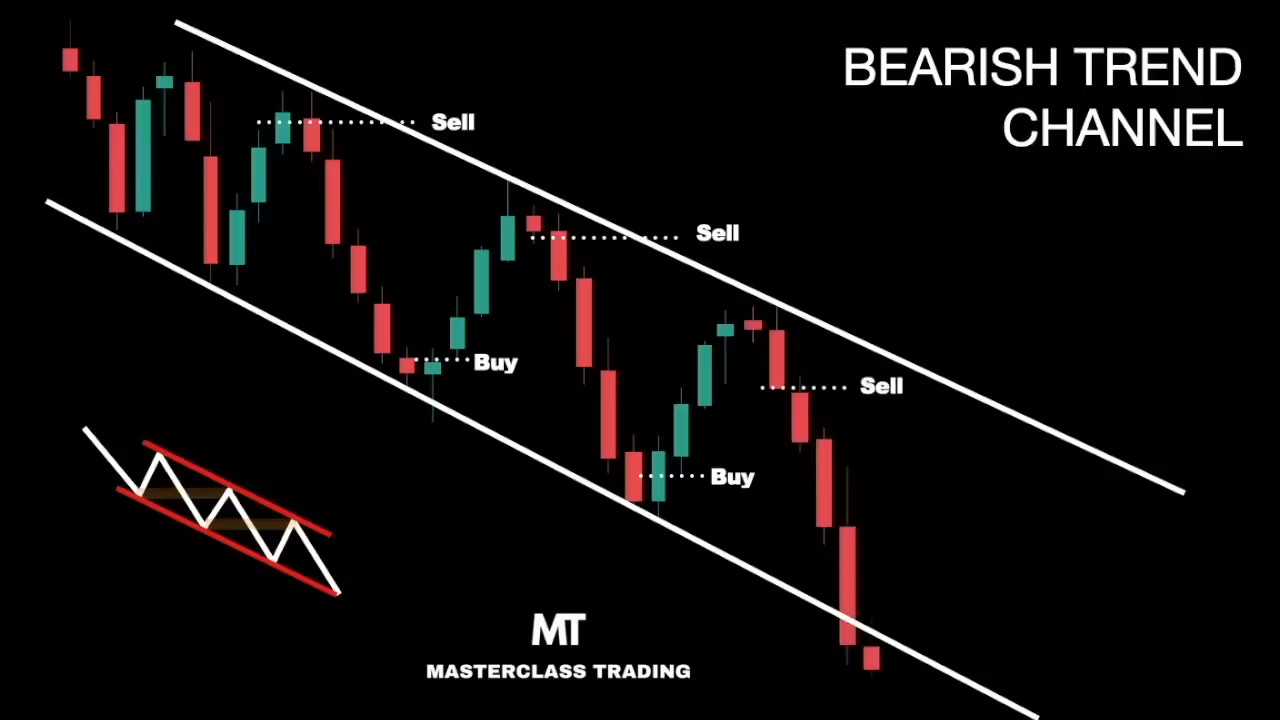 BEARISH TREND
CHANNEL
Sell
Sell
Buy
Sell
Buy
MT
MASTERCLASS TRADING